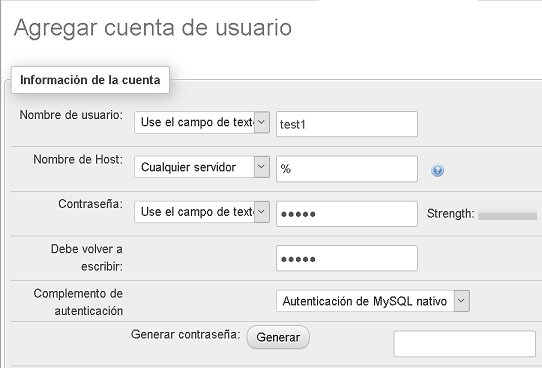 Agregar cuenta de usuario
Información de la cuenta
Nombre de usuario: Use el campo de text test1
Nombre de Host: Cualquier servidor %
Contraseña: Use el campo de text ••••• Strength:
Debe volver a
escribir: •••••
Complemento de
autenticación Autenticación de MySQL nativo
Generar contraseña: Generar